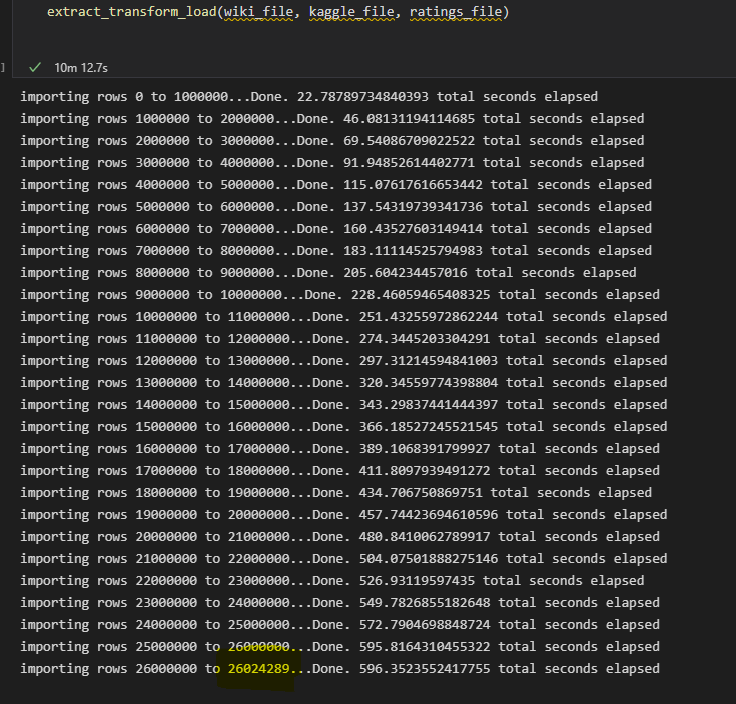 extract_transform_load(wiki_file, kaggle_file, ratings_file)
] ✓ 10m 12.7s
importing rows 0 to 1000000...Done. 22.78789734840393 total seconds elapsed
importing rows 1000000 to 2000000...Done. 46.08131194114685 total seconds elapsed
importing rows 2000000 to 3000000...Done. 69.54086709022522 total seconds elapsed
importing rows 3000000 to 4000000...Done. 91.94852614402771 total seconds elapsed
importing rows 4000000 to 5000000...Done. 115.07617616653442 total seconds elapsed
importing rows 5000000 to 6000000...Done. 137.54319739341736 total seconds elapsed
importing rows 6000000 to 7000000...Done. 160.43527603149414 total seconds elapsed
importing rows 7000000 to 8000000...Done. 183.11114525794983 total seconds elapsed
importing rows 8000000 to 9000000...Done. 205.604234457016 total seconds elapsed
importing rows 9000000 to 10000000...Done. 228.46059465408325 total seconds elapsed
importing rows 10000000 to 11000000...Done. 251.43255972862244 total seconds elapsed
importing rows 11000000 to 12000000...Done. 274.3445203304291 total seconds elapsed
importing rows 12000000 to 13000000...Done. 297.31214594841003 total seconds elapsed
importing rows 13000000 to 14000000...Done. 320.34559774398804 total seconds elapsed
importing rows 14000000 to 15000000...Done. 343.29837441444397 total seconds elapsed
importing rows 15000000 to 16000000...Done. 366.18527245521545 total seconds elapsed
importing rows 16000000 to 17000000...Done. 389.1068391799927 total seconds elapsed
importing rows 17000000 to 18000000...Done. 411.8097939491272 total seconds elapsed
importing rows 18000000 to 19000000...Done. 434.706750869751 total seconds elapsed
importing rows 19000000 to 20000000...Done. 457.74423694610596 total seconds elapsed
importing rows 20000000 to 21000000...Done. 480.8410062789917 total seconds elapsed
importing rows 21000000 to 22000000...Done. 504.07501888275146 total seconds elapsed
importing rows 22000000 to 23000000...Done. 526.93119597435 total seconds elapsed
importing rows 23000000 to 24000000...Done. 549.7826855182648 total seconds elapsed
importing rows 24000000 to 25000000...Done. 572.7904698848724 total seconds elapsed
importing rows 25000000 to 26000000...Done. 595.8164310455322 total seconds elapsed
importing rows 26000000 to 26024289...Done. 596.3523552417755 total seconds elapsed